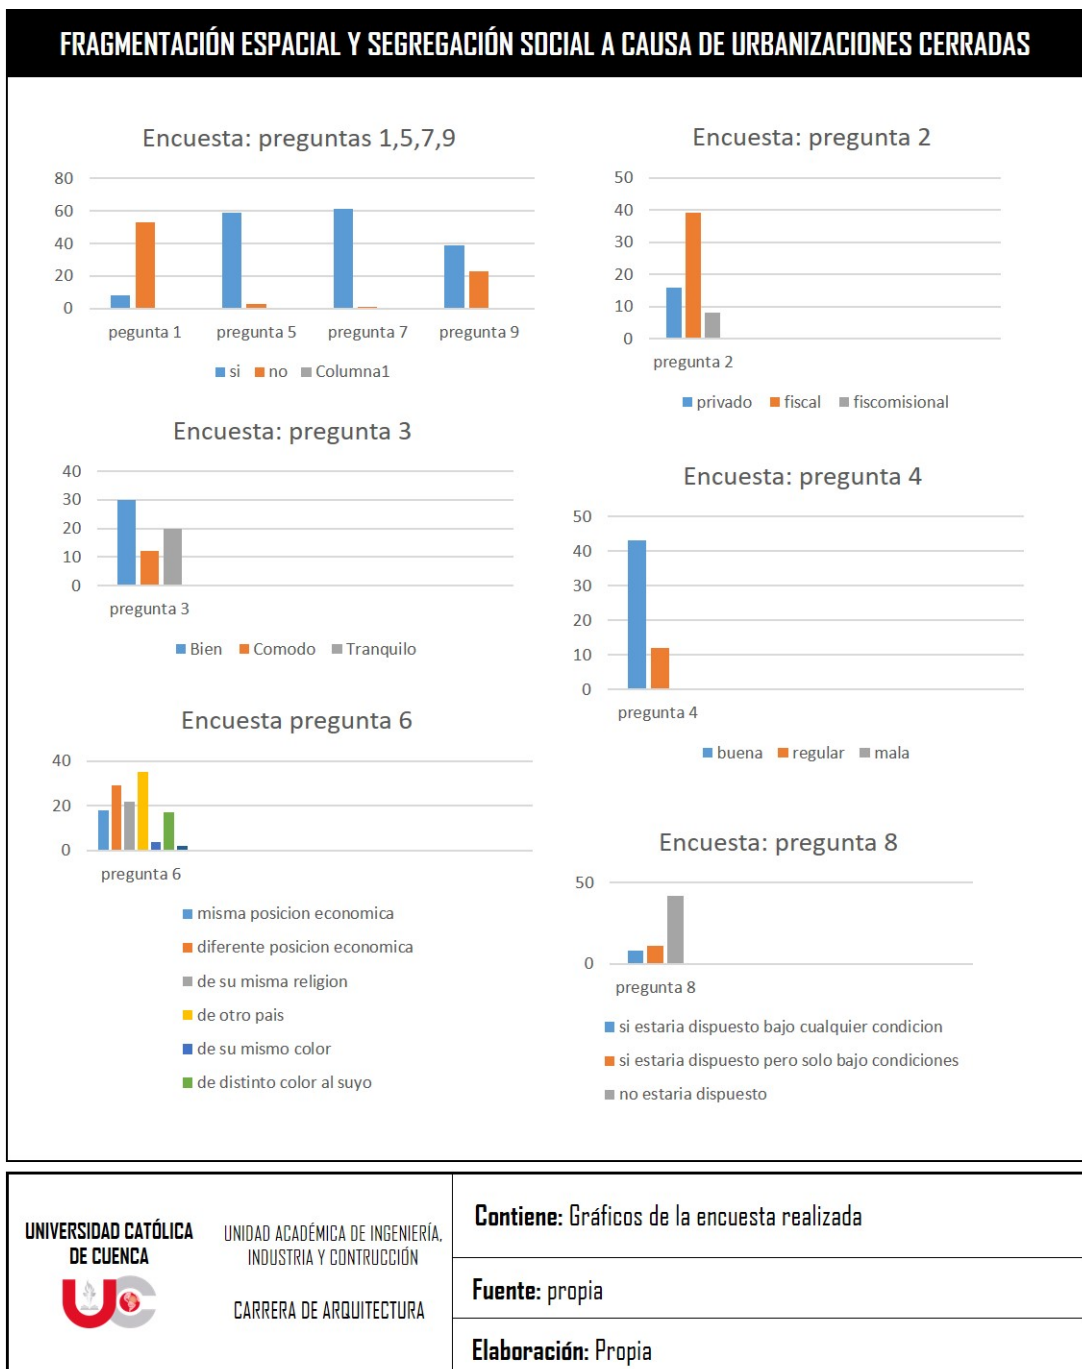 FRAGMENTACIÓN ESPACIAL Y SEGREGACIÓN SOCIAL A CAUSA DE URBANIZACIONES CERRADAS
Encuesta: preguntas 1,5,7,9
80
60
40
20
0
pegunta 1 pregunta 5 pregunta 7 pregunta 9
si no Columna1
Encuesta: pregunta 2
50
40
30
20
10
0
pregunta 2
privado fiscal fiscomisional
Encuesta: pregunta 3
40
30
20
10
0
pregunta 3
Bien Comodo Tranquilo
Encuesta: pregunta 4
50
40
30
20
10
0
pregunta 4
buena regular mala
Encuesta pregunta 6
40
20
0
pregunta 6
misma posicion economica
diferente posicion economica
de su misma religion
de otro pais
de su mismo color
de distinto color al suyo
Encuesta: pregunta 8
50
0
pregunta 8
si estaria dispuesto bajo cualquier condicion
si estaria dispuesto pero solo bajo condiciones
no estaria dispuesto
UNIVERSIDAD CATÓLICA
DE CUENCA
UC
UNIDAD ACADÉMICA DE INGENIERÍA,
INDUSTRIA Y CONTRUCCIÓN
CARRERA DE ARQUITECTURA
Contiene: Gráficos de la encuesta realizada
Fuente: propia
Elaboración: Propia